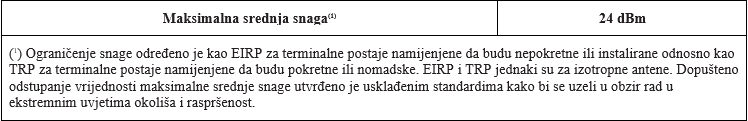 Maksimalna srednja snaga(1) 24 dBm
(1) Ograničenje snage određeno je kao EIRP za terminalne postaje namijenjene da budu nepokretne ili instalirane odnosno kao
TRP za terminalne postaje namijenjene da budu pokretne ili nomadske. EIRP i TRP jednaki su za izotropne antene. Dopušteno
odstupanje vrijednosti maksimalne srednje snage utvrđeno je usklađenim standardima kako bi se uzeli u obzir rad u
ekstremnim uvjetima okoliša i raspršenost.